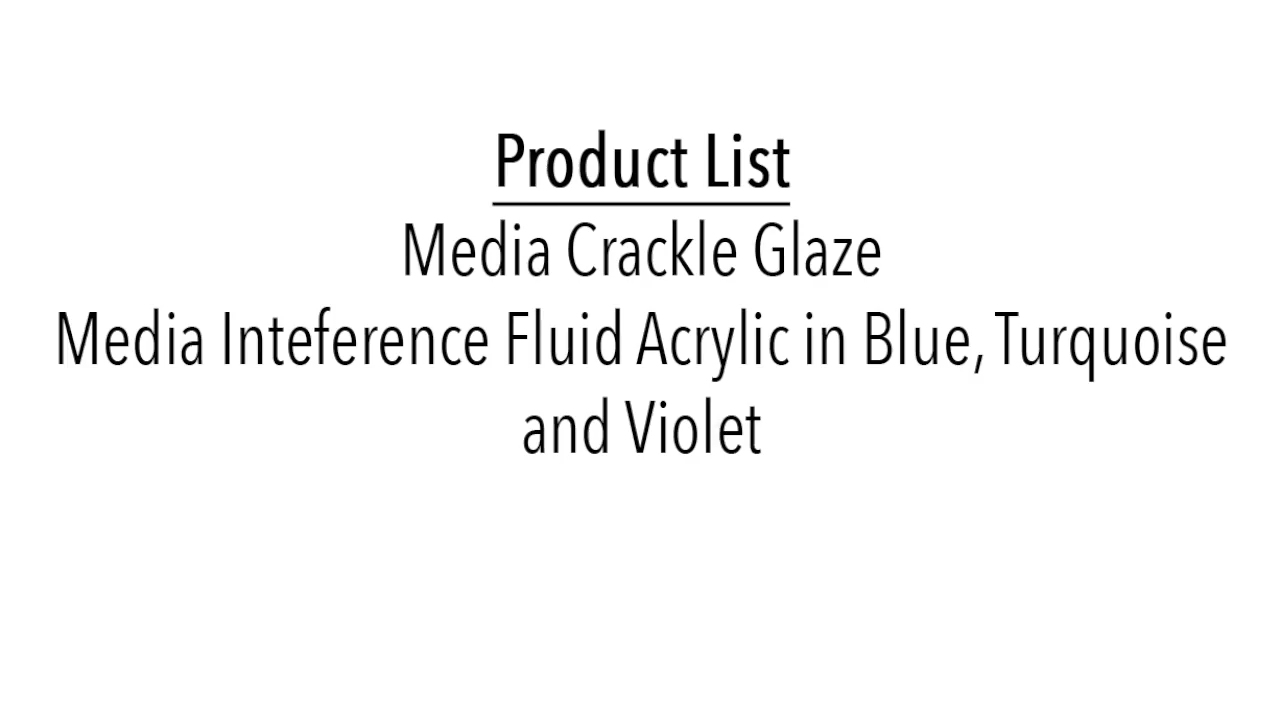 Product List
Media Crackle Glaze
Media Inteference Fluid Acrylic in Blue, Turquoise
and Violet